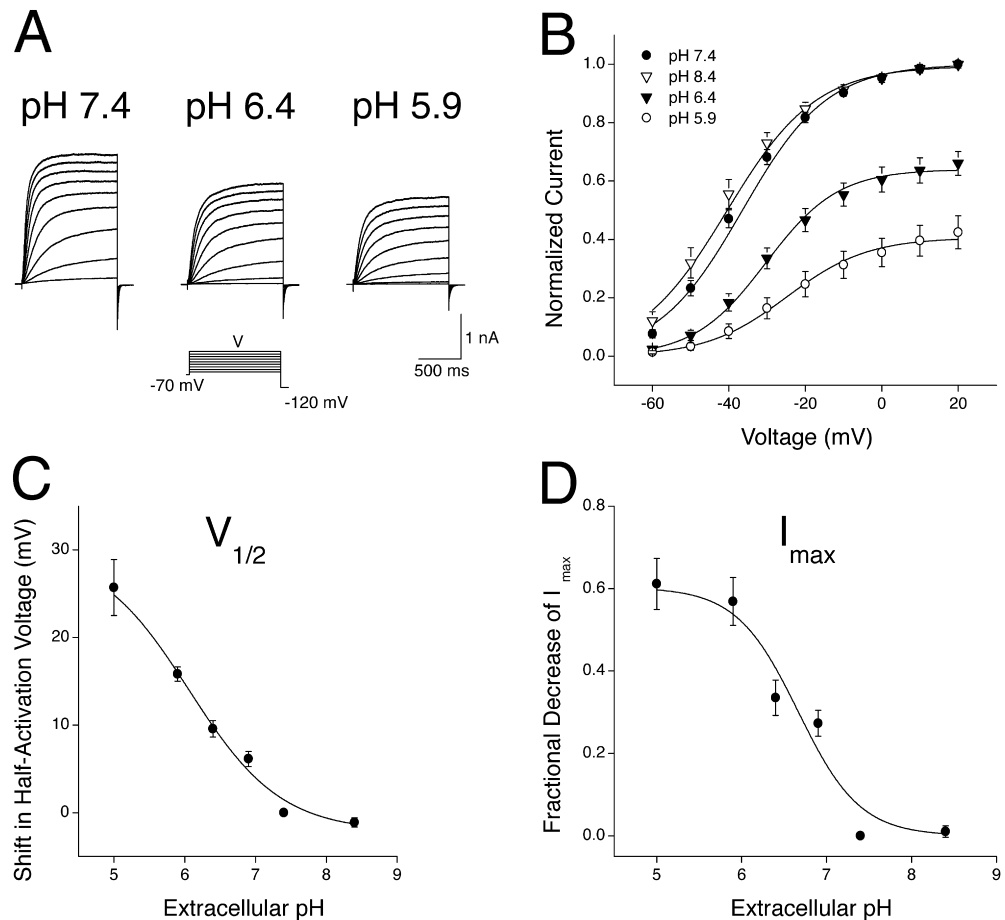 A
pH 7.4
pH 6.4
pH 5.9
V
-70 mV
-120 mV
1 nA
500 ms
B
pH 7.4
pH 8.4
pH 6.4
pH 5.9
Normalized Current
1.0
0.8
0.6
0.4
0.2
0.0
-60 -40 -20 0 20
Voltage (mV)
C
V1/2
Shift in Half-Activation Voltage (mV)
30
20
10
0
5 6 7 8 9
Extracellular pH
D
Imax
Fractional Decrease of Imax
0.8
0.6
0.4
0.2
0.0
5 6 7 8 9
Extracellular pH